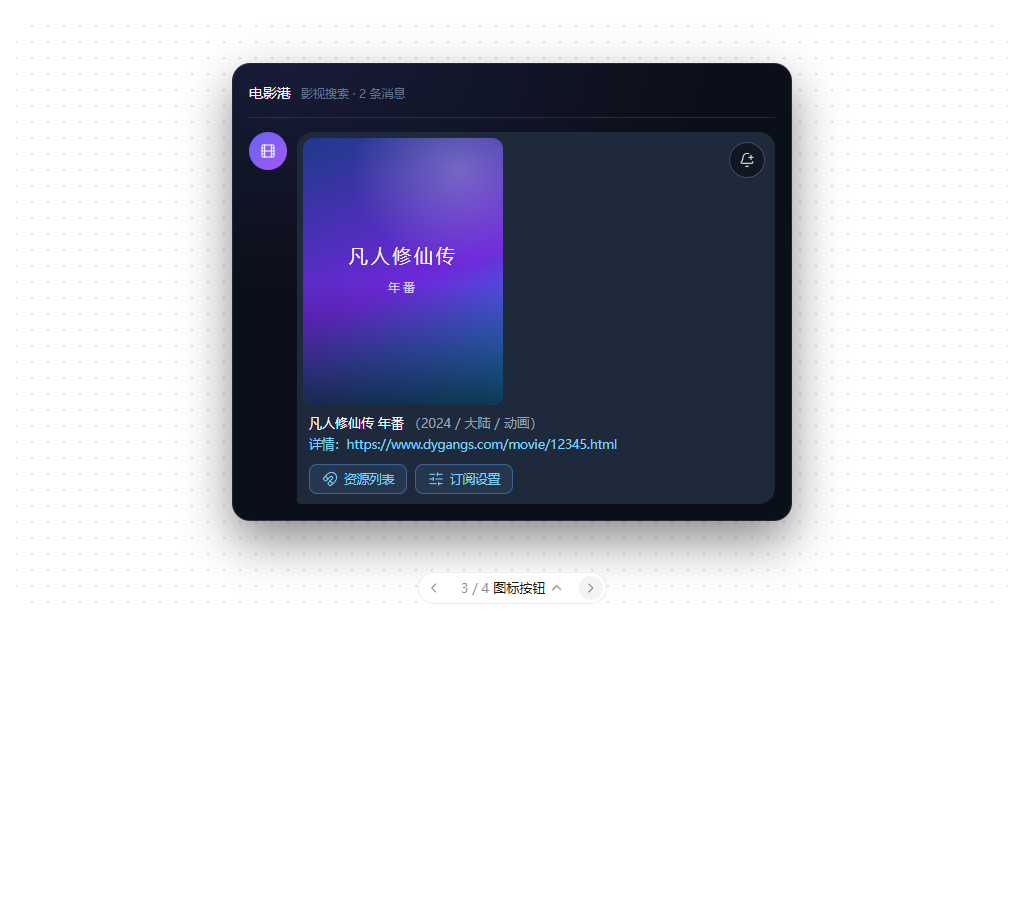 电影港 影视搜索 · 2 条消息
凡人修仙传
年番
凡人修仙传 年番 （2024 / 大陆 / 动画）
详情：https://www.dygangs.com/movie/12345.html
资源列表 订阅设置
3 / 4 图标按钮